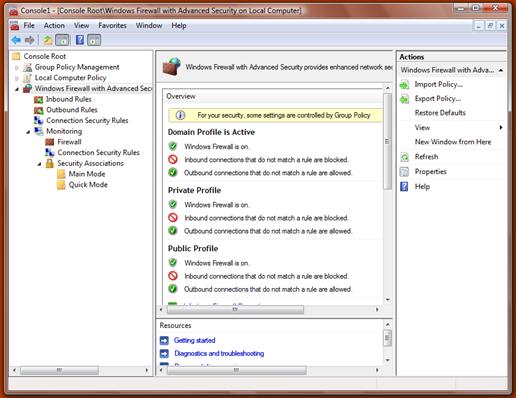 Console1 - [Console Root\Windows Firewall with Advanced Security on Local Computer]
File Action View Favorites Window Help
Console Root
Group Policy Management
Local Computer Policy
Windows Firewall with Advanced Secu
Inbound Rules
Outbound Rules
Connection Security Rules
Monitoring
Firewall
Connection Security Rules
Security Associations
Main Mode
Quick Mode
Windows Firewall with Advanced Security provides enhanced network sec
Overview
For your security, some settings are controlled by Group Policy
Domain Profile is Active
Windows Firewall is on.
Inbound connections that do not match a rule are blocked.
Outbound connections that do not match a rule are allowed.
Private Profile
Windows Firewall is on.
Inbound connections that do not match a rule are blocked.
Outbound connections that do not match a rule are allowed.
Public Profile
Windows Firewall is on.
Inbound connections that do not match a rule are blocked.
Outbound connections that do not match a rule are allowed.
Resources
Getting started
Diagnostics and troubleshooting
Actions
Windows Firewall with Adva...
Import Policy...
Export Policy...
Restore Defaults
View
New Window from Here
Refresh
Properties
Help